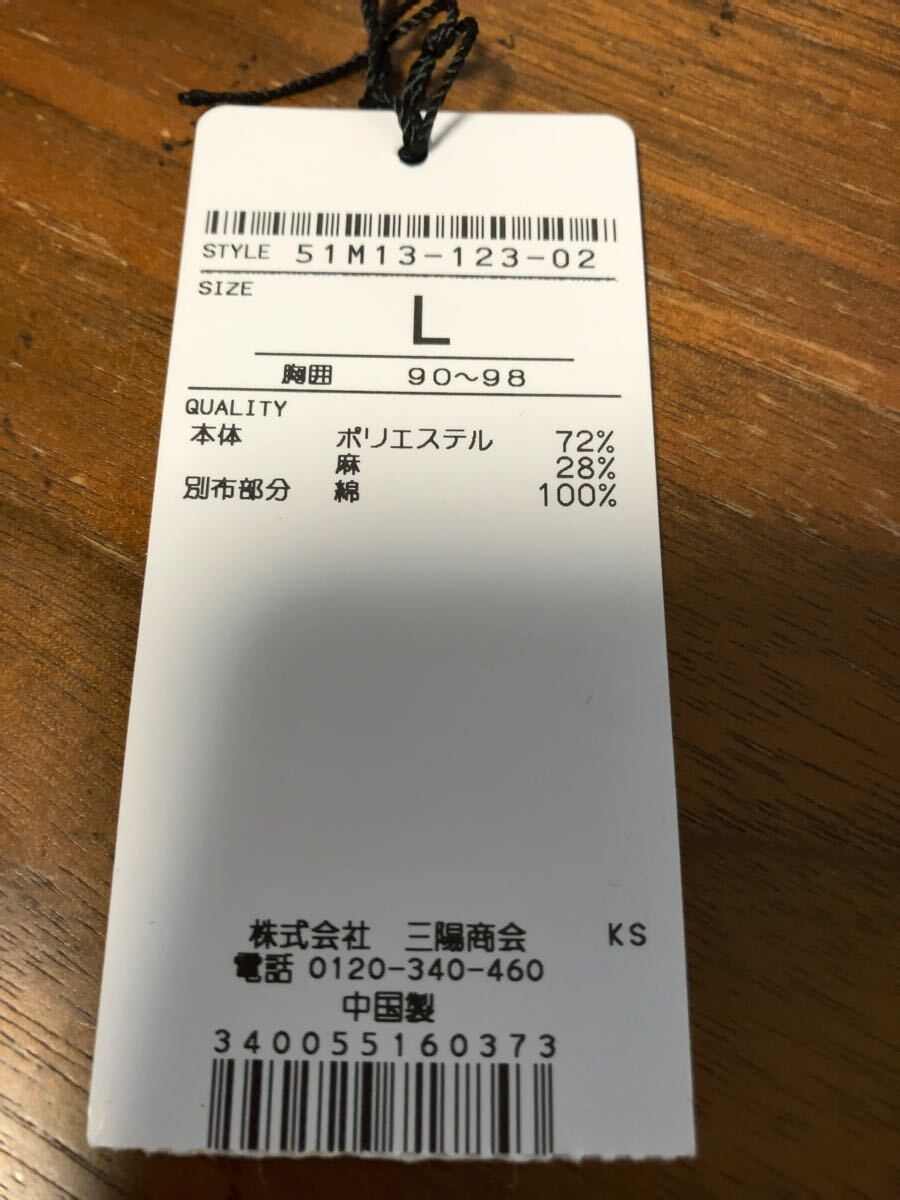 STYLE 51M13-123-02
SIZE
L
胸囲 90～98
QUALITY
本体 ポリエステル 72%
麻 28%
別布部分 綿 100%
株式会社 三陽商会 KS
電話 0120-340-460
中国製
3400551603​73